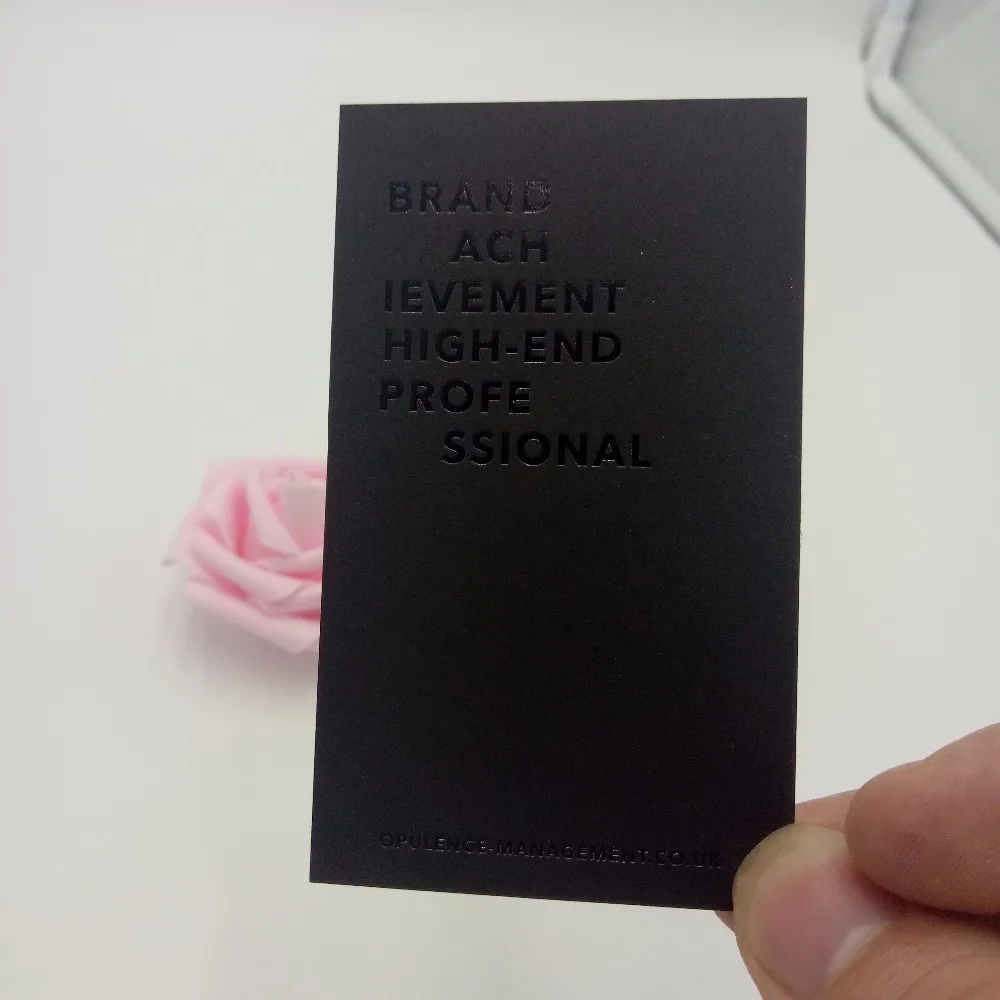 BRAND
ACH
IEVEMENT
HIGH-END
PROFE
SSIONAL
OPULENCE-MANAGEMENT.CO.UK